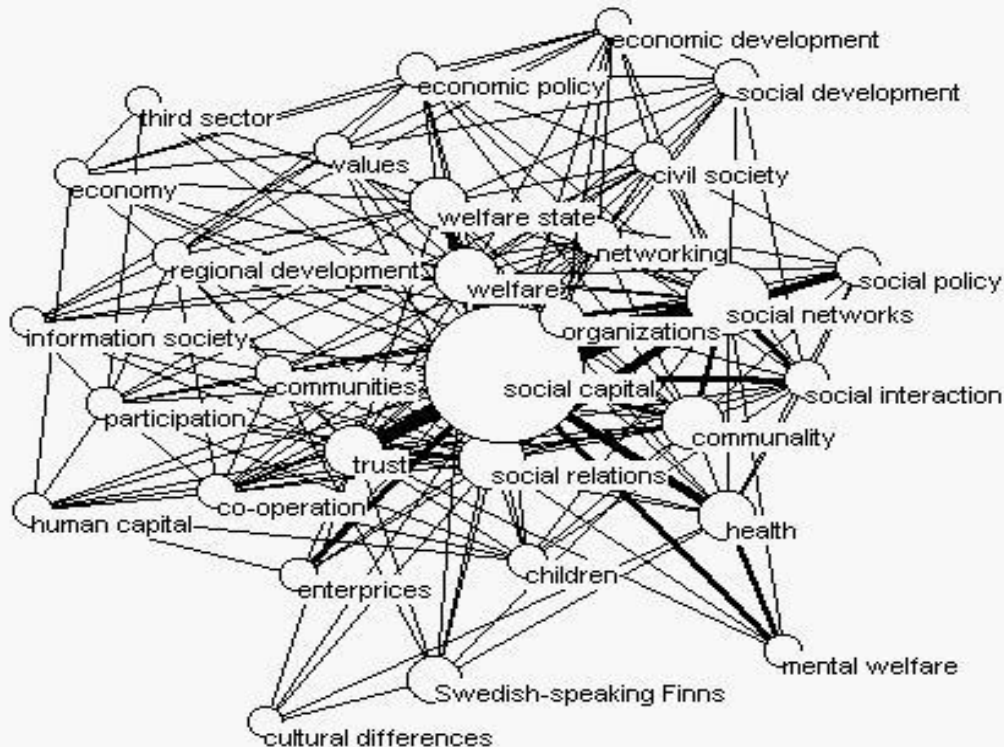 economic development
economic policy
social development
third sector
values
civil society
economy
welfare state
networking
regional development
welfare
social policy
organizations
social networks
information society
communities
social capital
social interaction
participation
trust
social relations
communality
co-operation
human capital
health
enterprices
children
mental welfare
Swedish-speaking Finns
cultural differences